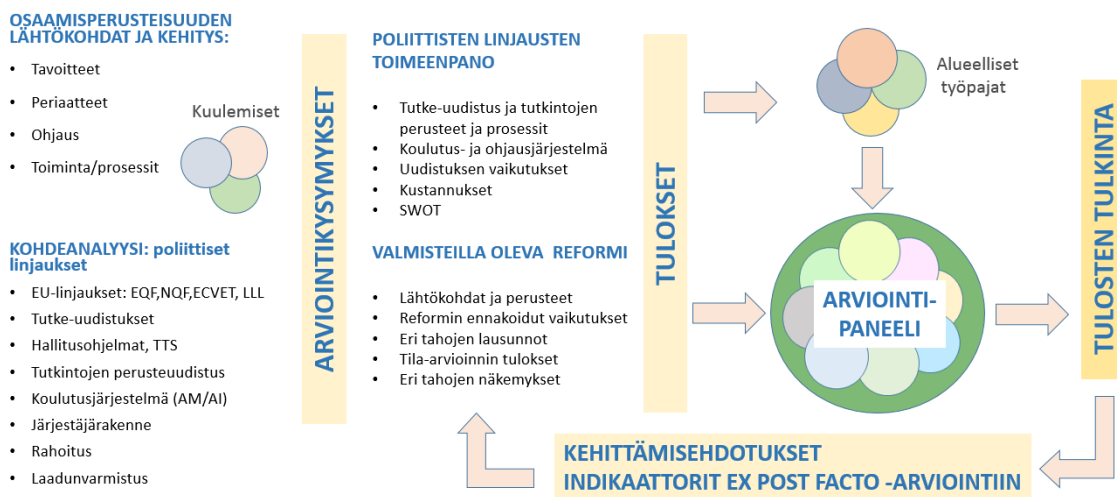 OSAAMISPERUSTEISUUDEN
LÄHTÖKOHDAT JA KEHITYS:
• Tavoitteet
• Periaatteet
• Ohjaus
• Toiminta/prosessit
Kuulemiset
KOHDEANALYYSI: poliittiset
linjaukset
• EU-linjaukset: EQF,NQF,ECVET, LLL
• Tutke-uudistukset
• Hallitusohjelmat, TTS
• Tutkintojen perusteuudistus
• Koulutusjärjestelmä (AM/AI)
• Järjestäjärakenne
• Rahoitus
• Laadunvarmistus
ARVIOINTIKYSYMYKSET
POLIITTISTEN LINJAUSTEN
TOIMEENPANO
• Tutke-uudistus ja tutkintojen
perusteet ja prosessit
• Koulutus- ja ohjausjärjestelmä
• Uudistuksen vaikutukset
• Kustannukset
• SWOT
VALMISTEILLA OLEVA REFORMI
• Lähtökohdat ja perusteet
• Reformin ennakoidut vaikutukset
• Eri tahojen lausunnot
• Tila-arvioinnin tulokset
• Eri tahojen näkemykset
TULOKSET
Alueelliset
työpajat
ARVIOINTI-
PANEELI
TULOSTEN TULKINTA
KEHITTÄMISEHDOTUKSET
INDIKAATTORIT EX POST FACTO -ARVIOINTIIN